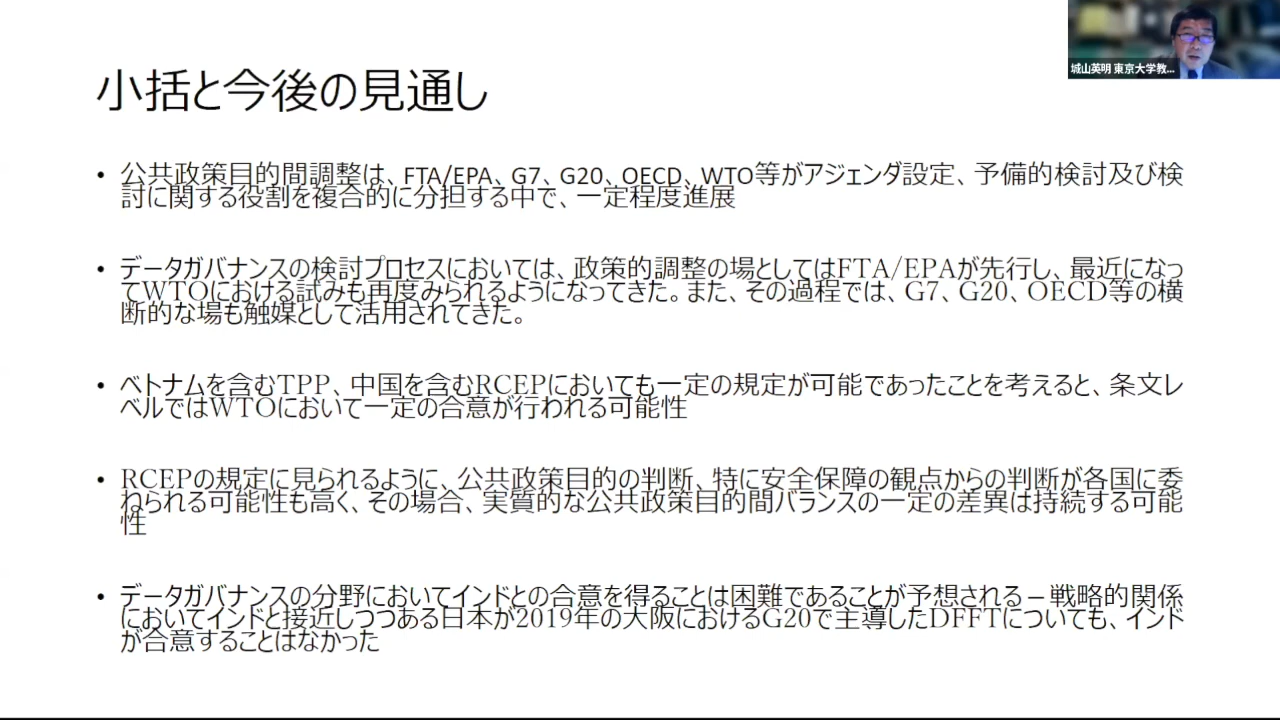 城山英明 東京大学教...
小括と今後の見通し
• 公共政策目的間調整は、FTA/EPA、G7、G20、OECD、WTO等がアジェンダ設定、予備的検討及び検
討に関する役割を複合的に分担する中で、一定程度進展
• データガバナンスの検討プロセスにおいては、政策的調整の場としてはFTA/EPAが先行し、最近になっ
てWTOにおける試みも再度みられるようになってきた。また、その過程では、G7、G20、OECD等の横
断的な場も触媒として活用されてきた。
• ベトナムを含むTPP、中国を含むRCEPにおいても一定の規定が可能であったことを考えると、条文レ
ベルではWTOにおいて一定の合意が行われる可能性
• RCEPの規定に見られるように、公共政策目的の判断、特に安全保障の観点からの判断が各国に委
ねられる可能性も高く、その場合、実質的な公共政策目的間バランスの一定の差異は持続する可能
性
• データガバナンスの分野においてインドとの合意を得ることは困難であることが予想される－戦略的関係
においてインドと接近しつつある日本が2019年の大阪におけるG20で主導したDFFTについても、インド
が合意することはなかった